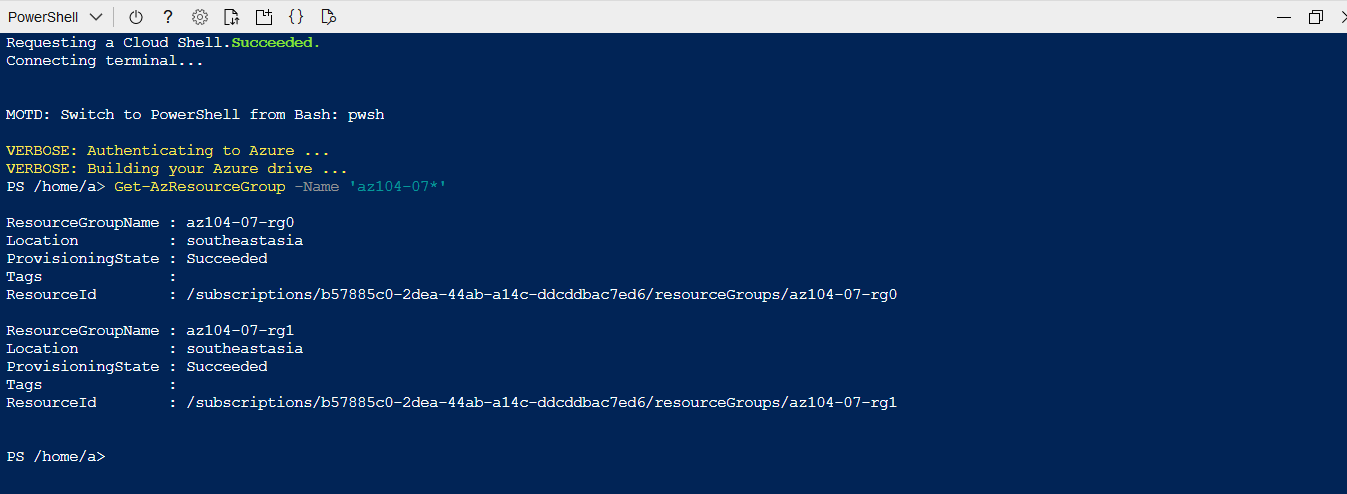 PowerShell
Requesting a Cloud Shell.Succeeded.
Connecting terminal...
MOTD: Switch to PowerShell from Bash: pwsh
VERBOSE: Authenticating to Azure ...
VERBOSE: Building your Azure drive ...
PS /home/a> Get-AzResourceGroup -Name 'az104-07*'
ResourceGroupName : az104-07-rg0
Location          : southeastasia
ProvisioningState : Succeeded
Tags              :
ResourceId        : /subscriptions/b57885c0-2dea-44ab-a14c-ddcddbac7ed6/resourceGroups/az104-07-rg0
ResourceGroupName : az104-07-rg1
Location          : southeastasia
ProvisioningState : Succeeded
Tags              :
ResourceId        : /subscriptions/b57885c0-2dea-44ab-a14c-ddcddbac7ed6/resourceGroups/az104-07-rg1
PS /home/a>